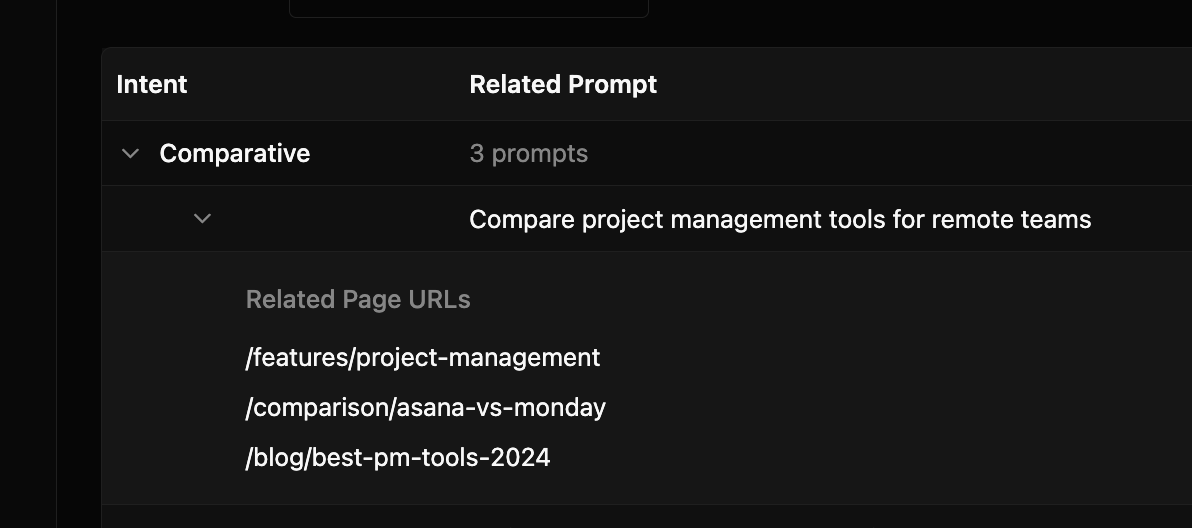 Intent Related Prompt
Comparative 3 prompts
Compare project management tools for remote teams
Related Page URLs
/features/project-management
/comparison/asana-vs-monday
/blog/best-pm-tools-2024